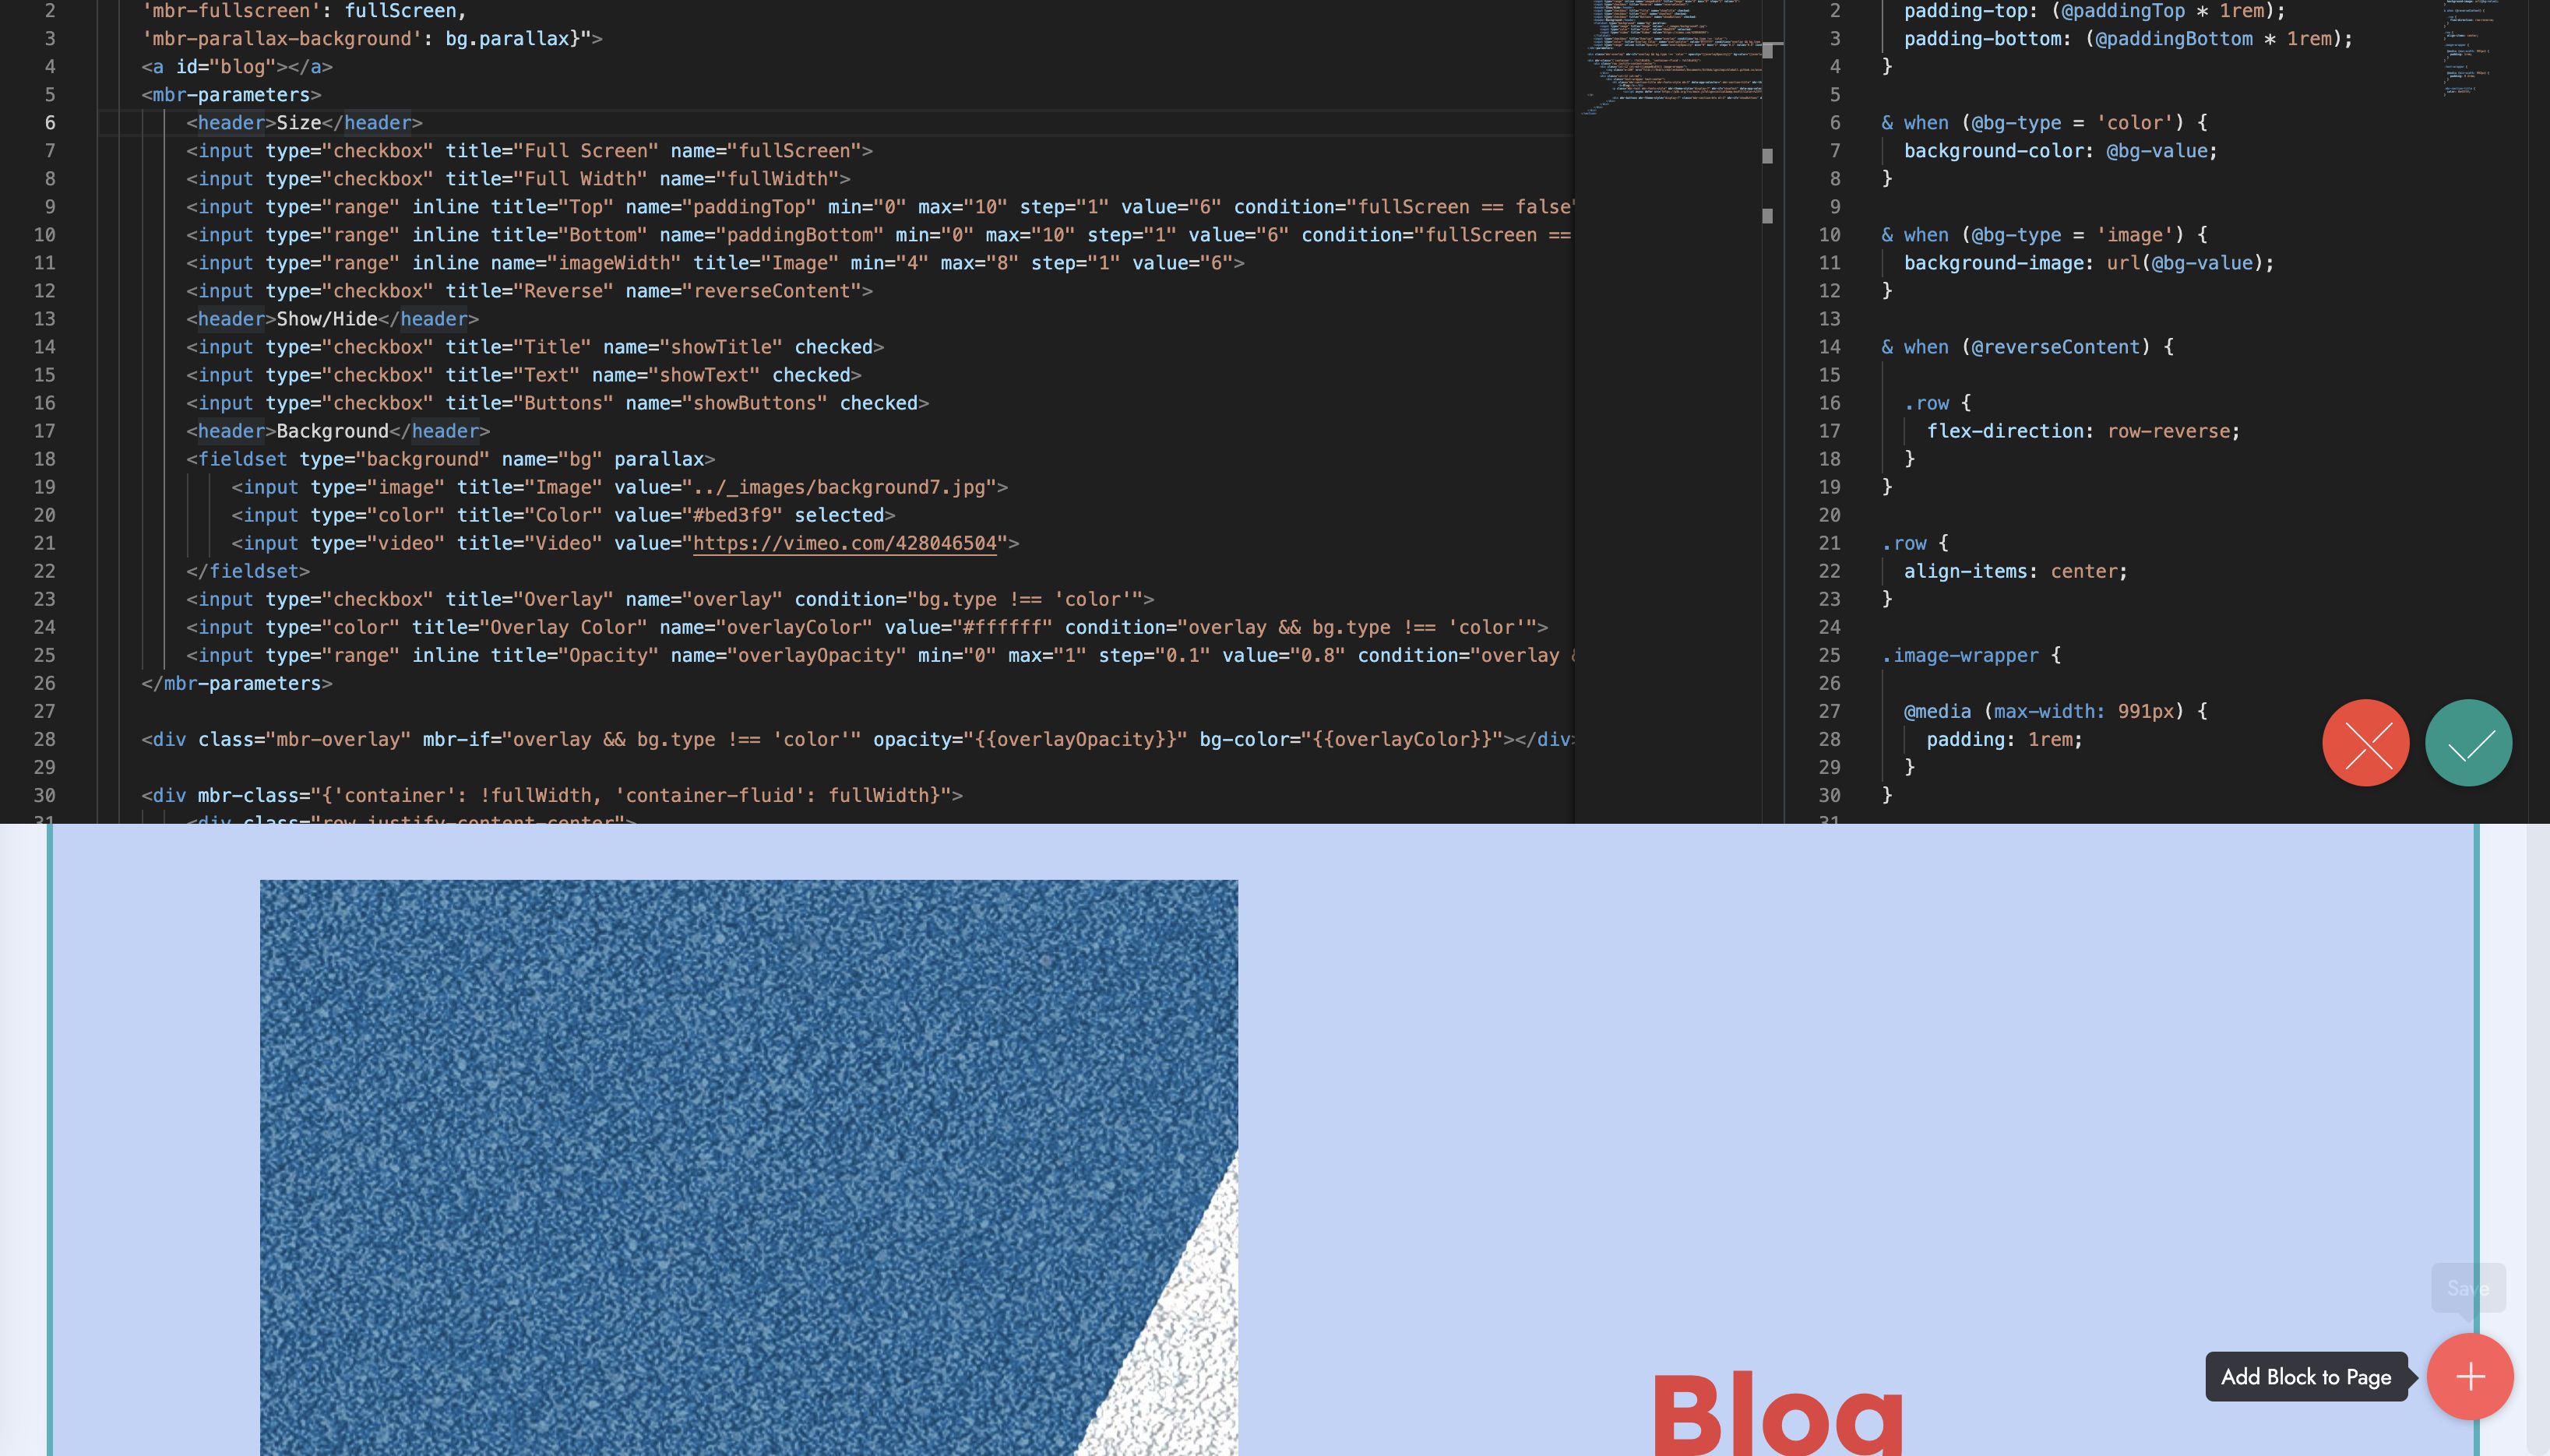 2 'mbr-fullscreen': fullScreen,
3 'mbr-parallax-background': bg.parallax}">
4 <a id="blog"></a>
5 <mbr-parameters>
6 <header>Size</header>
7 <input type="checkbox" title="Full Screen" name="fullScreen">
8 <input type="checkbox" title="Full Width" name="fullWidth">
9 <input type="range" inline title="Top" name="paddingTop" min="0" max="10" step="1" value="6" condition="fullScreen == false"
10 <input type="range" inline title="Bottom" name="paddingBottom" min="0" max="10" step="1" value="6" condition="fullScreen ==
11 <input type="range" inline name="imageWidth" title="Image" min="4" max="8" step="1" value="6">
12 <input type="checkbox" title="Reverse" name="reverseContent">
13 <header>Show/Hide</header>
14 <input type="checkbox" title="Title" name="showTitle" checked>
15 <input type="checkbox" title="Text" name="showText" checked>
16 <input type="checkbox" title="Buttons" name="showButtons" checked>
17 <header>Background</header>
18 <fieldset type="background" name="bg" parallax>
19 <input type="image" title="Image" value="../_images/background7.jpg">
20 <input type="color" title="Color" value="#bed3f9" selected>
21 <input type="video" title="Video" value="https://vimeo.com/428046504">
22 </fieldset>
23 <input type="checkbox" title="Overlay" name="overlay" condition="bg.type !== 'color'">
24 <input type="color" title="Overlay Color" name="overlayColor" value="#ffffff" condition="overlay && bg.type !== 'color'">
25 <input type="range" inline title="Opacity" name="overlayOpacity" min="0" max="1" step="0.1" value="0.8" condition="overlay &
26 </mbr-parameters>
27
28 <div class="mbr-overlay" mbr-if="overlay && bg.type !== 'color'" opacity="{{overlayOpacity}}" bg-color="{{overlayColor}}"></div>
29
30 <div mbr-class="{'container': !fullWidth, 'container-fluid': fullWidth}">
31 <div class="row justify-content-center">
2 padding-top: (@paddingTop * 1rem);
3 padding-bottom: (@paddingBottom * 1rem);
4 }
5
6 & when (@bg-type = 'color') {
7 background-color: @bg-value;
8 }
9
10 & when (@bg-type = 'image') {
11 background-image: url(@bg-value);
12 }
13
14 & when (@reverseContent) {
15
16 .row {
17 flex-direction: row-reverse;
18 }
19 }
20
21 .row {
22 align-items: center;
23 }
24
25 .image-wrapper {
26
27 @media (max-width: 991px) {
28 padding: 1rem;
29 }
30 }
31
Save
Add Block to Page
Blog